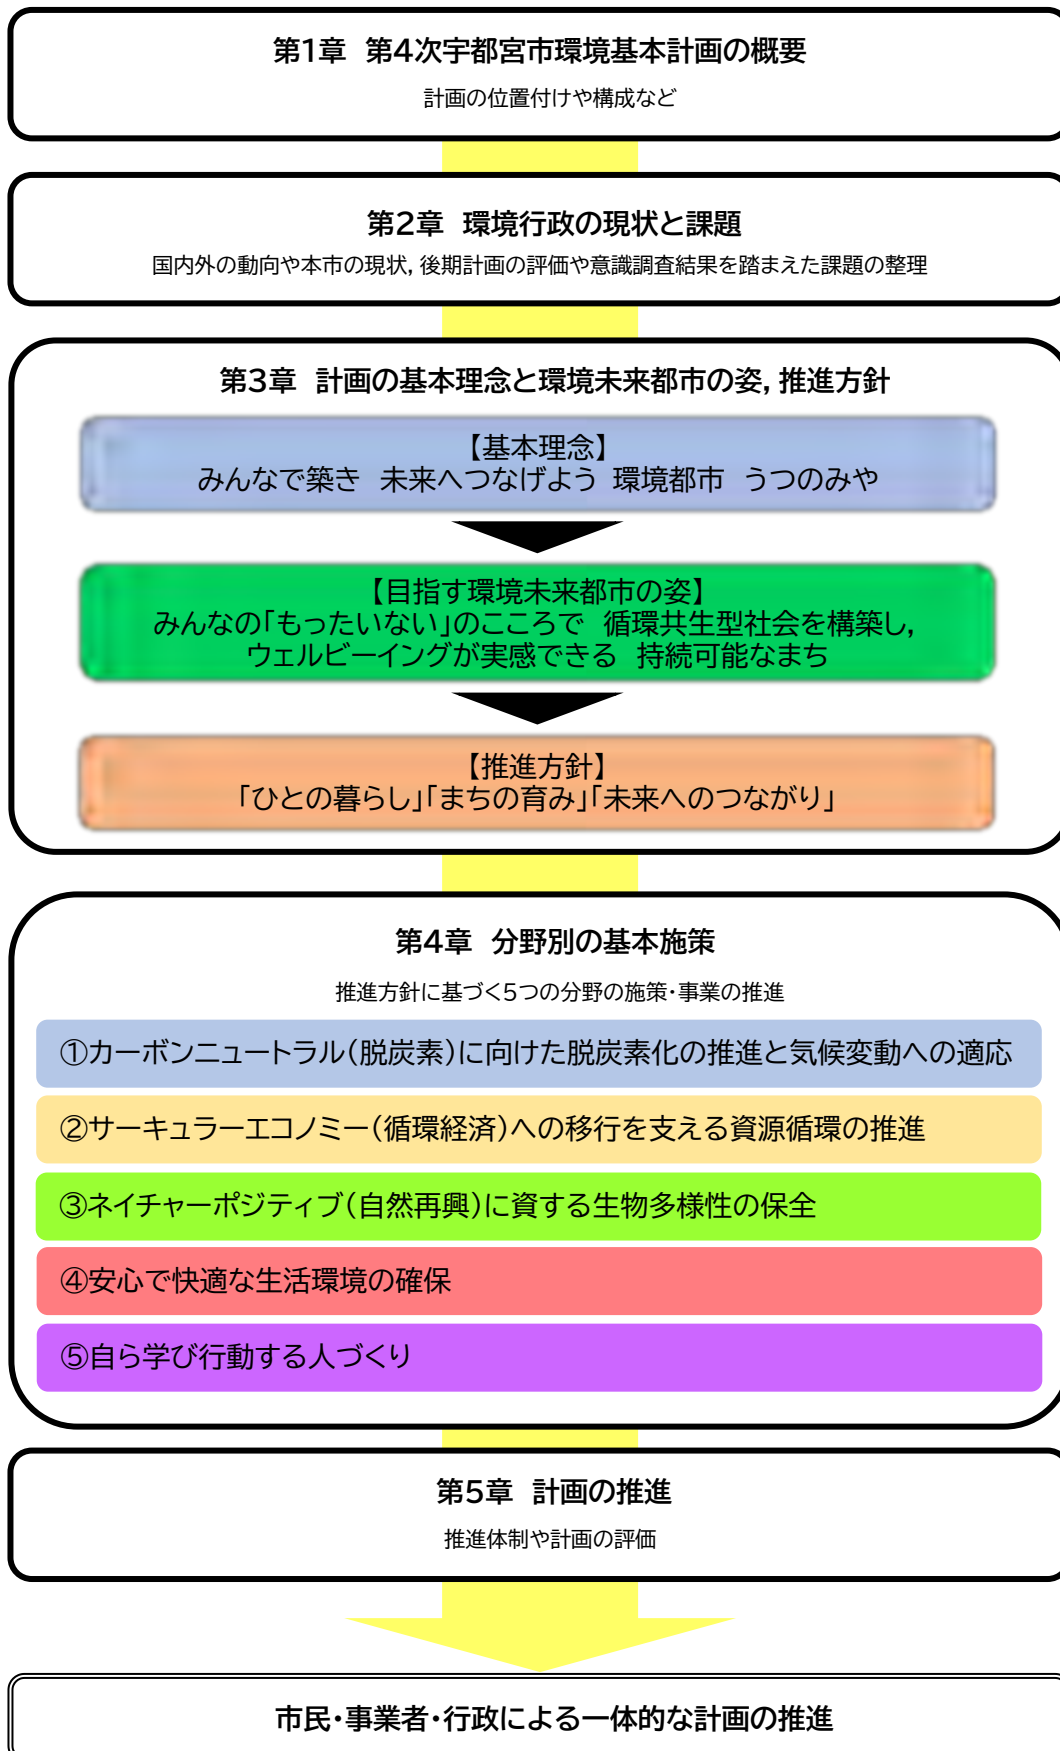 第1章 第4次宇都宮市環境基本計画の概要
計画の位置付けや構成など
第2章 環境行政の現状と課題
国内外の動向や本市の現状,後期計画の評価や意識調査結果を踏まえた課題の整理
第3章 計画の基本理念と環境未来都市の姿,推進方針
【基本理念】
みんなで築き 未来へつなげよう 環境都市 うつのみや
【目指す環境未来都市の姿】
みんなの「もったいない」のこころで 循環共生型社会を構築し,
ウェルビーイングが実感できる 持続可能なまち
【推進方針】
「ひとの暮らし」「まちの育み」「未来へのつながり」
第4章 分野別の基本施策
推進方針に基づく5つの分野の施策・事業の推進
①カーボンニュートラル(脱炭素)に向けた脱炭素化の推進と気候変動への適応
②サーキュラーエコノミー(循環経済)への移行を支える資源循環の推進
③ネイチャーポジティブ(自然再興)に資する生物多様性の保全
④安心で快適な生活環境の確保
⑤自ら学び行動する人づくり
第5章 計画の推進
推進体制や計画の評価
市民・事業者・行政による一体的な計画の推進